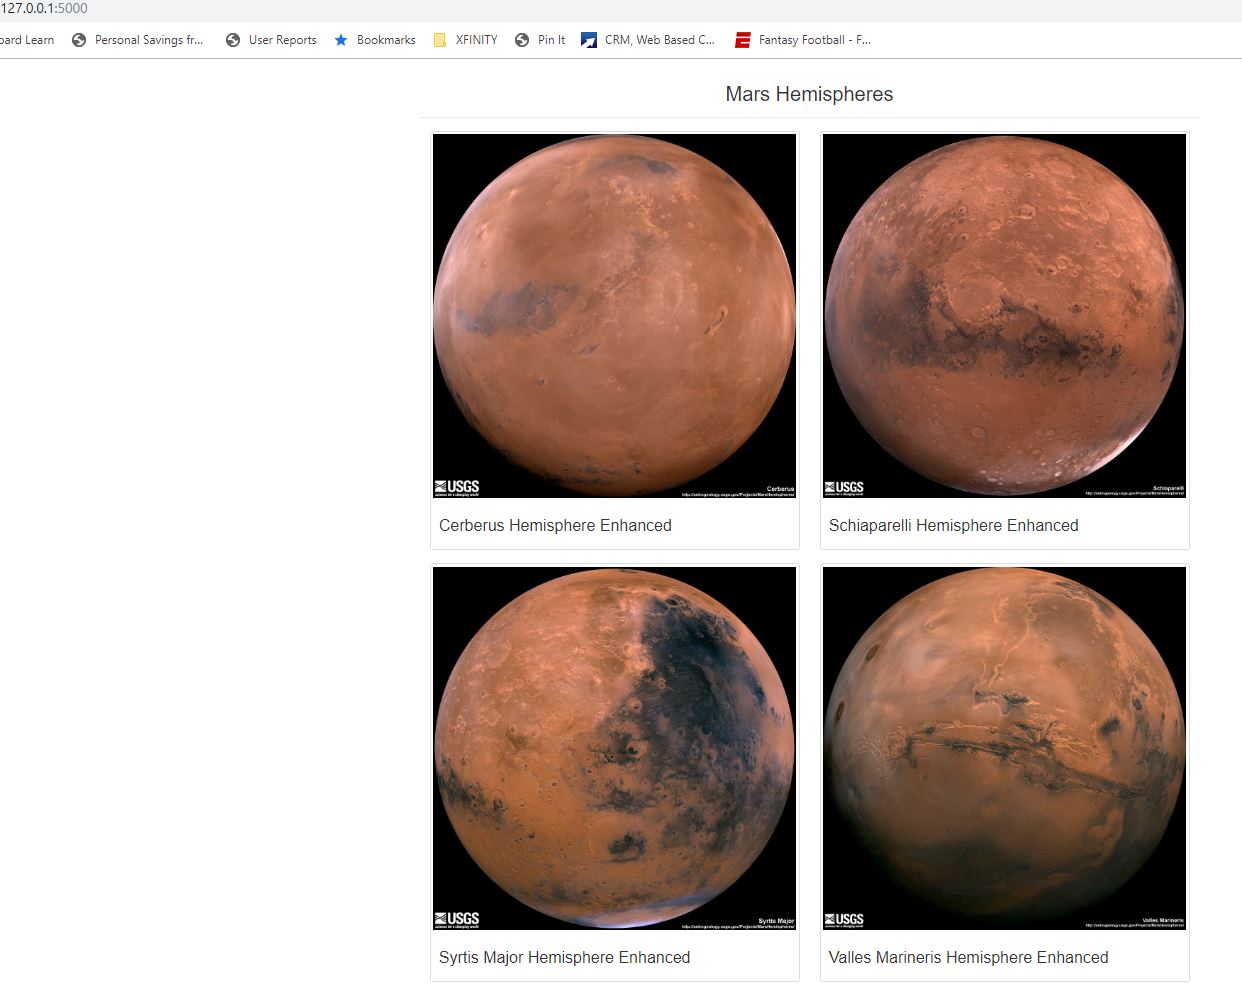 127.0.0.1:5000
oard Learn Personal Savings fr... User Reports Bookmarks XFINITY Pin It CRM, Web Based C... Fantasy Football - F...
Mars Hemispheres
USGS
science for a changing world
Cerberus
http://astrogeology.usgs.gov/Projects/MarsHemispheres/
USGS
science for a changing world
Schiaparelli
http://astrogeology.usgs.gov/Projects/MarsHemispheres/
Cerberus Hemisphere Enhanced
Schiaparelli Hemisphere Enhanced
USGS
science for a changing world
Syrtis Major
http://astrogeology.usgs.gov/Projects/MarsHemispheres/
USGS
science for a changing world
Valles Marineris
http://astrogeology.usgs.gov/Projects/MarsHemispheres/
Syrtis Major Hemisphere Enhanced
Valles Marineris Hemisphere Enhanced